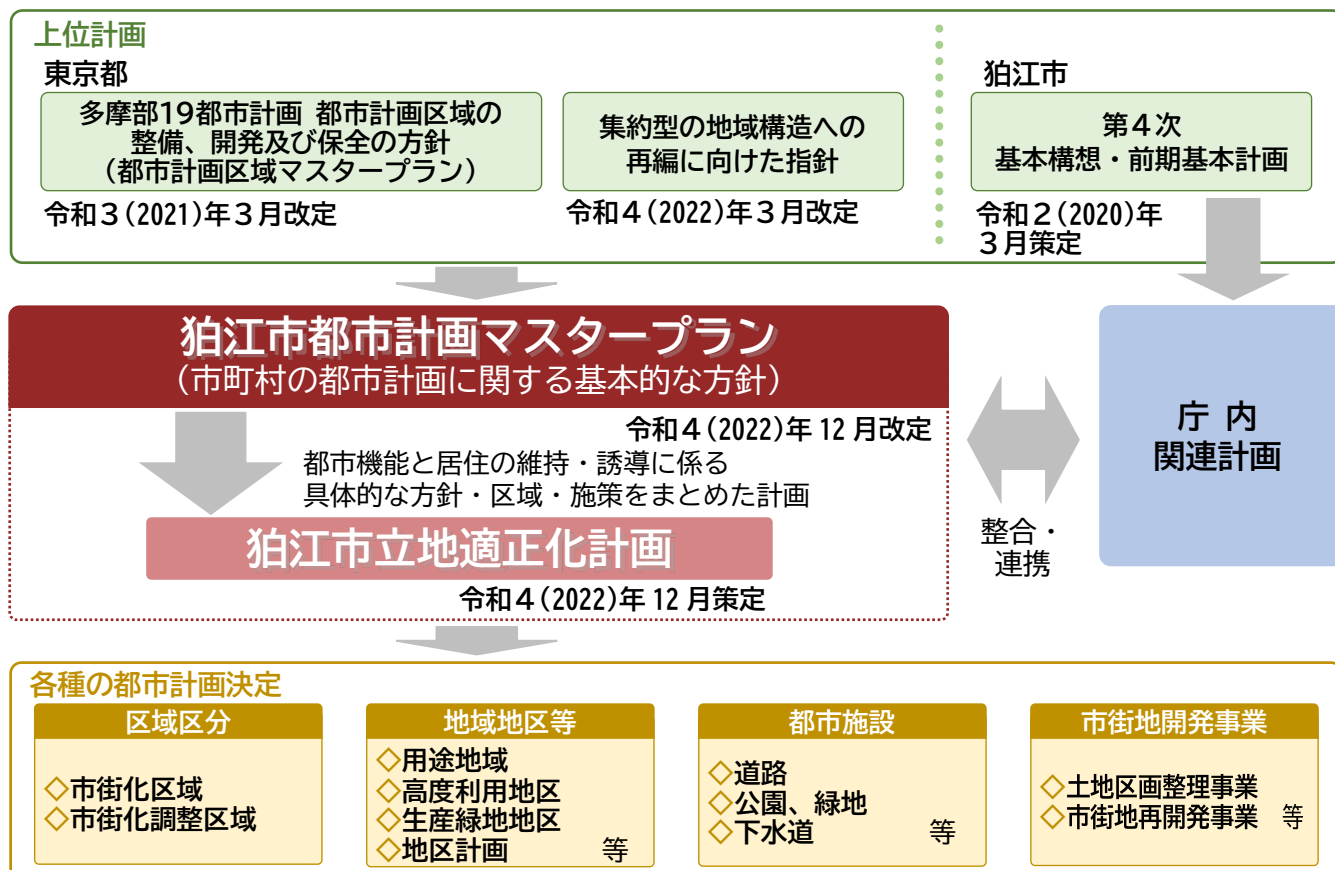 上位計画
東京都
多摩部19都市計画 都市計画区域の
整備、開発及び保全の方針
（都市計画区域マスタープラン）
令和３(2021)年３月改定
集約型の地域構造への
再編に向けた指針
令和４(2022)年３月改定
狛江市
第４次
基本構想・前期基本計画
令和２(2020)年
３月策定
狛江市都市計画マスタープラン
（市町村の都市計画に関する基本的な方針）
令和４(2022)年 12 月改定
都市機能と居住の維持・誘導に係る
具体的な方針・区域・施策をまとめた計画
狛江市立地適正化計画
令和４(2022)年 12 月策定
整合・
連携
庁 内
関連計画
各種の都市計画決定
区域区分
◇市街化区域
◇市街化調整区域
地域地区等
◇用途地域
◇高度利用地区
◇生産緑地地区
◇地区計画 等
都市施設
◇道路
◇公園、緑地
◇下水道 等
市街地開発事業
◇土地区画整理事業
◇市街地再開発事業 等